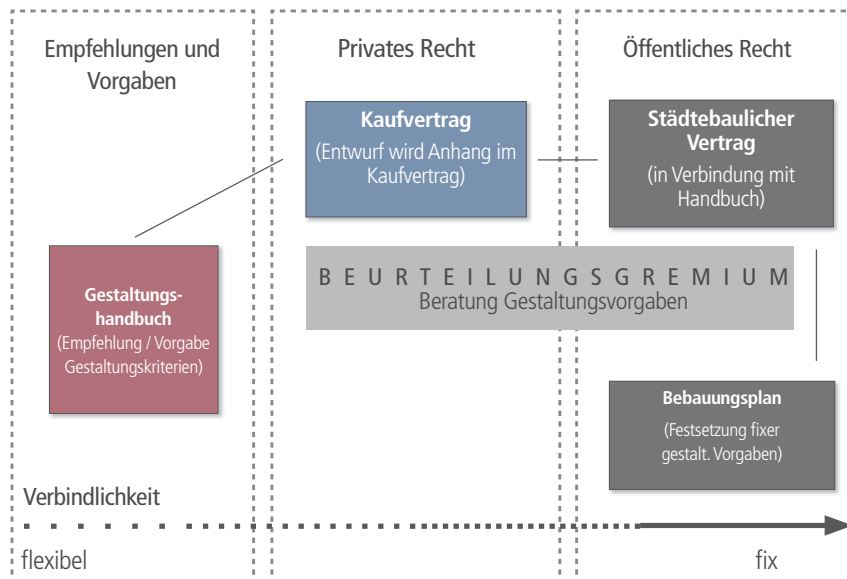 Empfehlungen und
Vorgaben
Privates Recht
Öffentliches Recht
Kaufvertrag
(Entwurf wird Anhang im
Kaufvertrag)
Städtebaulicher
Vertrag
(in Verbindung mit
Handbuch)
BEURTEILUNGSGREMIUM
Beratung Gestaltungsvorgaben
Gestaltungs-
handbuch
(Empfehlung / Vorgabe
Gestaltungskriterien)
Bebauungsplan
(Festsetzung fixer
gestalt. Vorgaben)
Verbindlichkeit
flexibel
fix